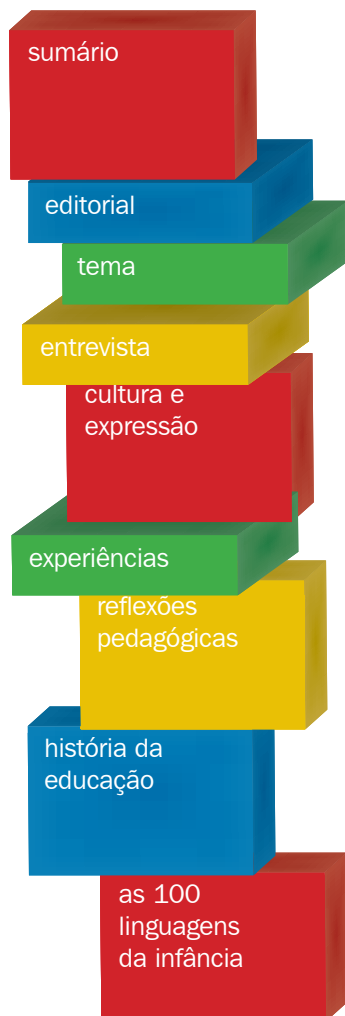 sumário
editorial
tema
entrevista
cultura e
expressão
experiências
reflexões
pedagógicas
história da
educação
as 100
linguagens
da infância